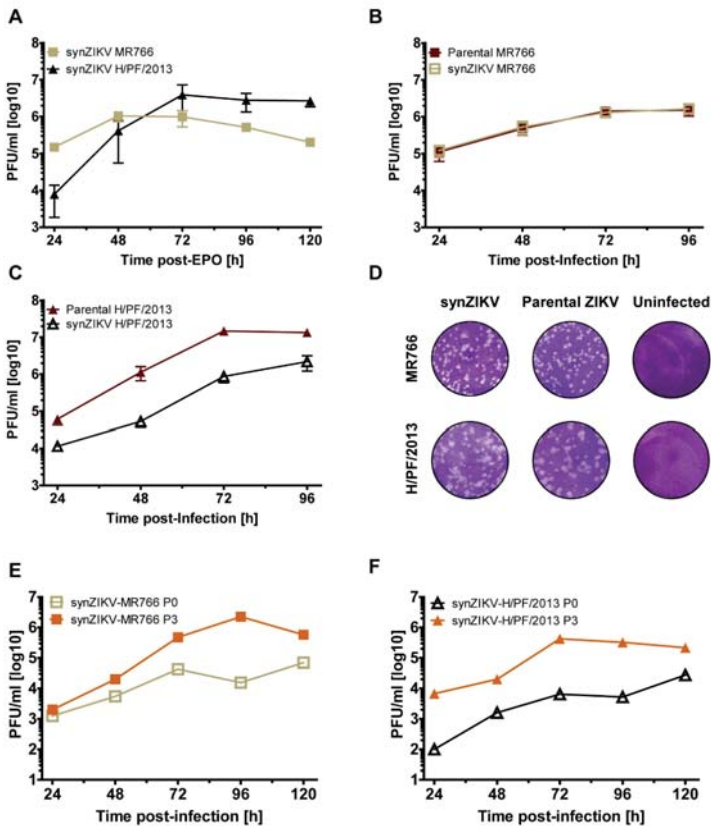 A
synZIKV MR766
synZIKV H/PF/2013
PFU/ml [log10]
8
7
6
5
4
3
24 48 72 96 120
Time post-EPO [h]
B
Parental MR766
synZIKV MR766
PFU/ml [log10]
8
7
6
5
4
3
24 48 72 96
Time post-Infection [h]
C
Parental H/PF/2013
synZIKV H/PF/2013
PFU/ml [log10]
8
7
6
5
4
3
24 48 72 96
Time post-Infection [h]
D
synZIKV Parental ZIKV Uninfected
MR766
H/PF/2013
E
synZIKV-MR766 P0
synZIKV-MR766 P3
PFU/ml [log10]
7
6
5
4
3
2
1
24 48 72 96 120
Time post-infection [h]
F
synZIKV-H/PF/2013 P0
synZIKV-H/PF/2013 P3
PFU/ml [log10]
7
6
5
4
3
2
1
24 48 72 96 120
Time post-infection [h]